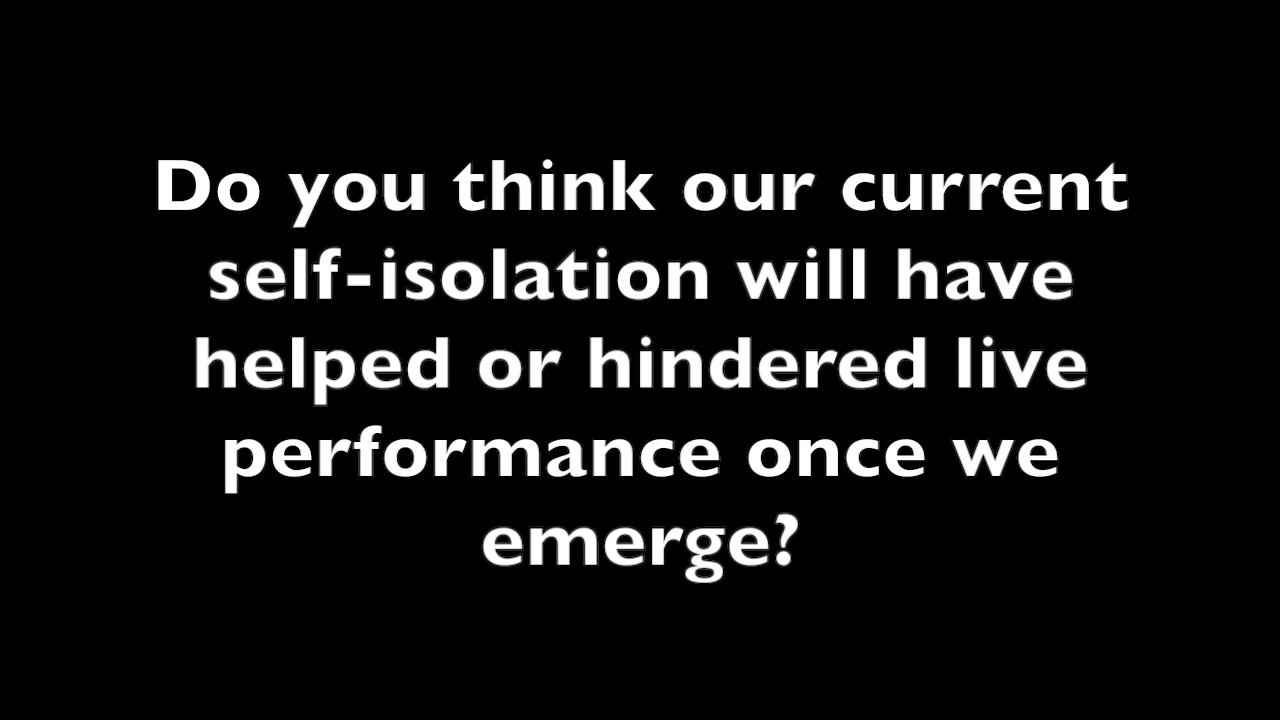 Do you think our current
self-isolation will have
helped or hindered live
performance once we
emerge?